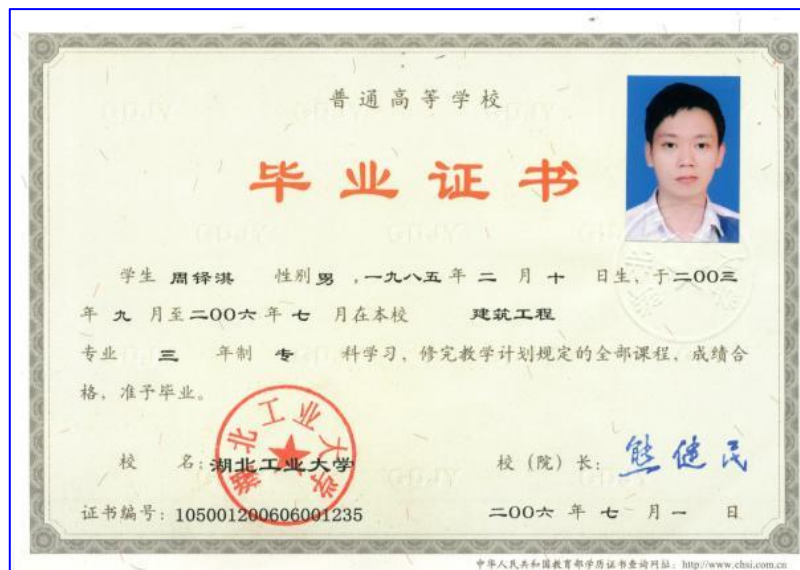 普通高等学校
毕业证书
学生 周铎淇 性别 男 ,一九八五 年 二 月 十 日生, 于二00三
年 九 月至二00六 年 七 月在本校 建筑工程
专业 三 年制 专 科学习, 修完教学计划规定的全部课程, 成绩合
格, 准予毕业。
湖北工业大学
校 名: 湖北工业大学 校 (院) 长: 熊健民
证书编号: 105001200606001235 二00六 年 七 月 一 日
中华人民共和国教育部学历证书查询网址: http://www.chsi.com.cn